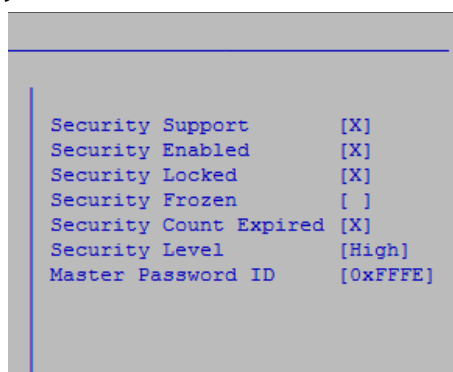 Security Support [X]
Security Enabled [X]
Security Locked [X]
Security Frozen [ ]
Security Count Expired [X]
Security Level [High]
Master Password ID [0xFFFE]